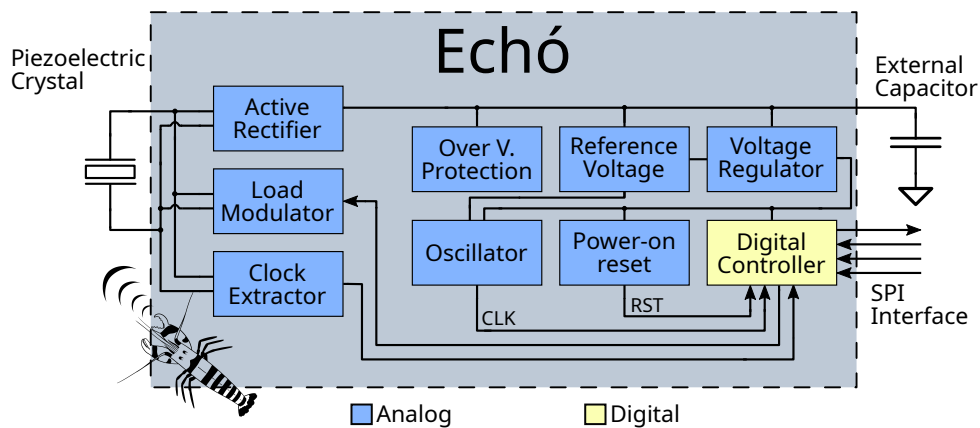 Echó
Piezoelectric
Crystal
External
Capacitor
Active
Rectifier
Over V.
Protection
Reference
Voltage
Voltage
Regulator
Load
Modulator
Oscillator
Power-on
reset
Digital
Controller
Clock
Extractor
CLK
RST
SPI
Interface
Analog
Digital